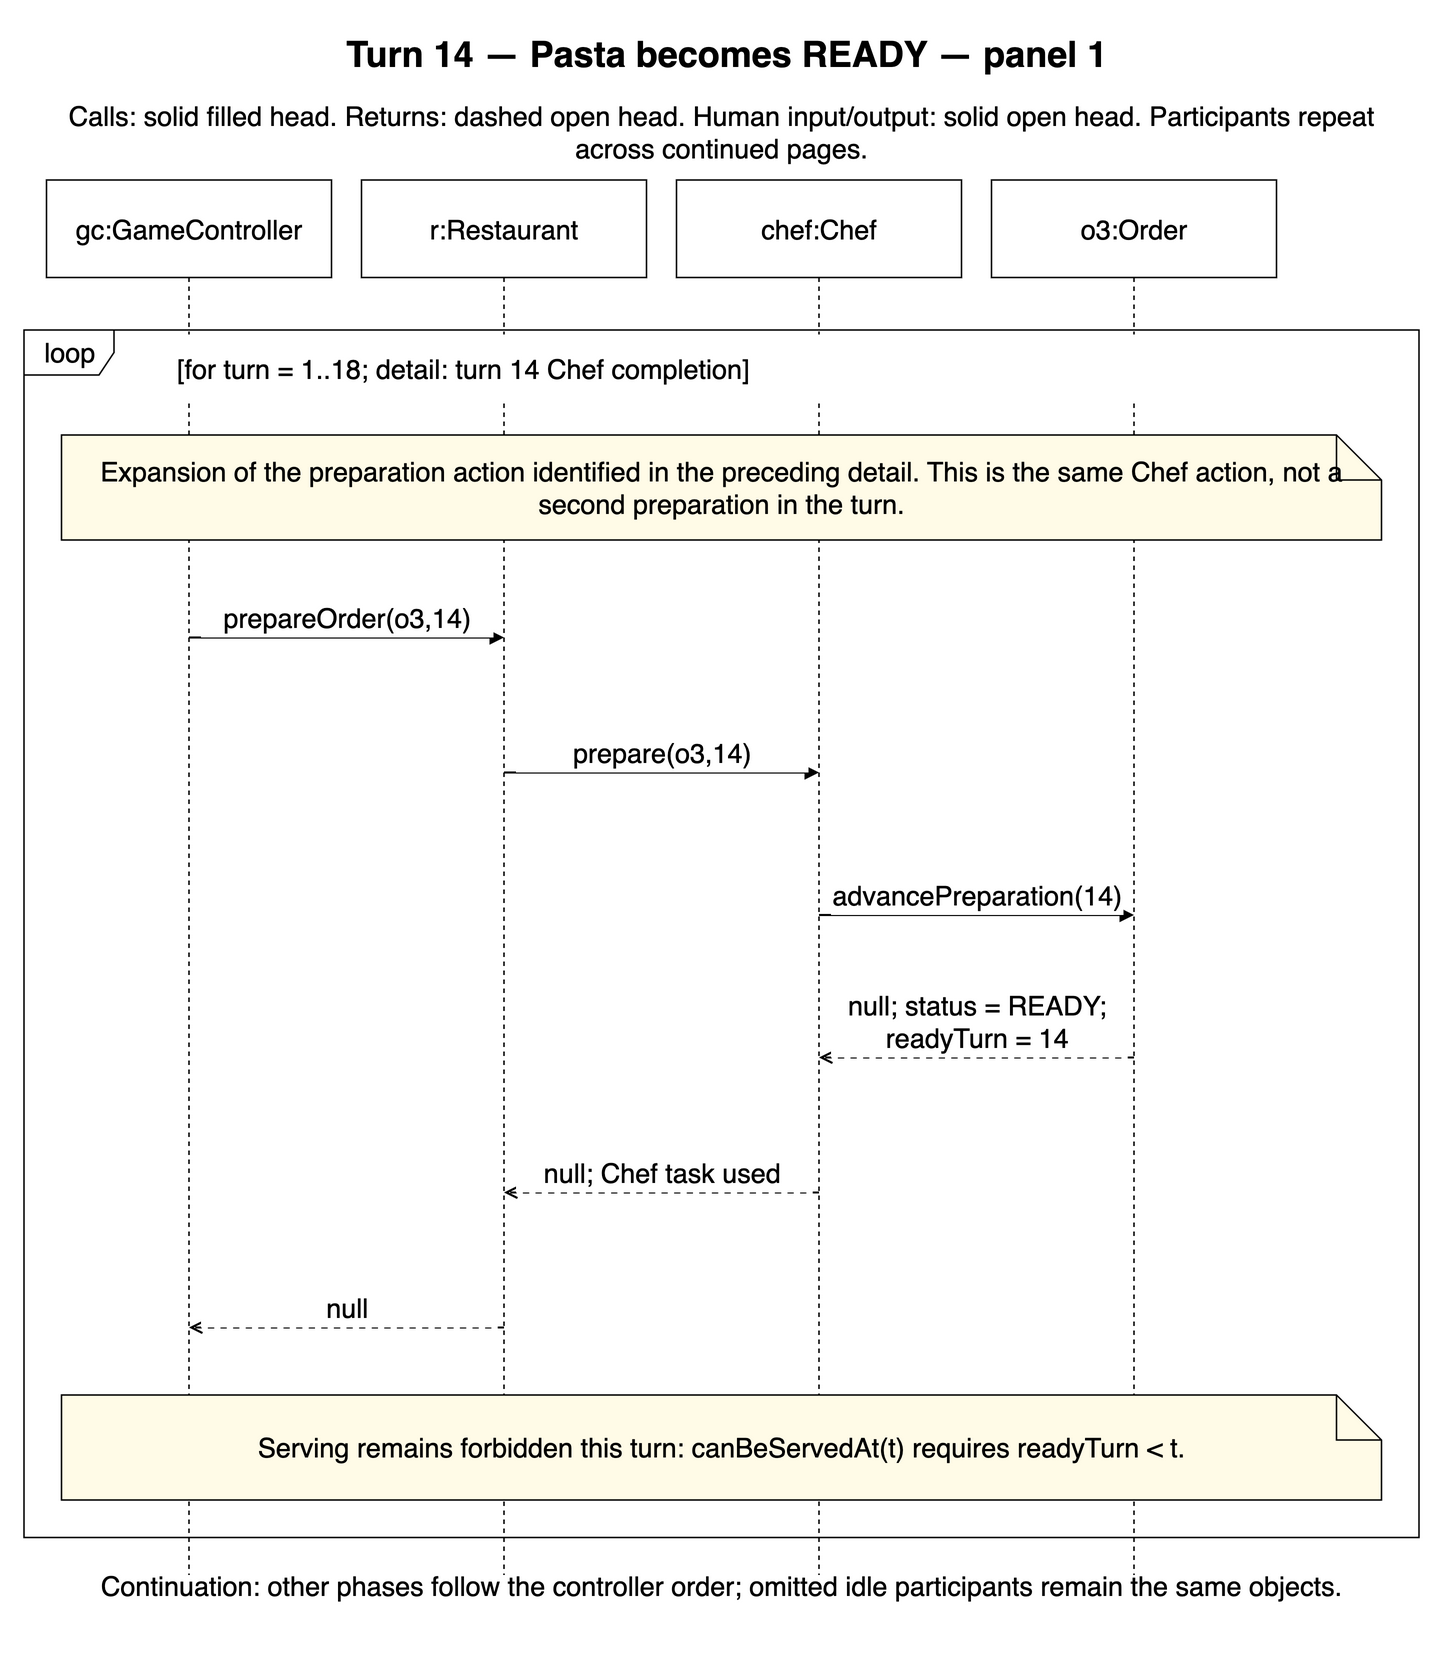 Turn 14 — Pasta becomes READY — panel 1
Calls: solid filled head. Returns: dashed open head. Human input/output: solid open head. Participants repeat
across continued pages.
gc:GameController
r:Restaurant
chef:Chef
o3:Order
loop
[for turn = 1..18; detail: turn 14 Chef completion]
Expansion of the preparation action identified in the preceding detail. This is the same Chef action, not a
second preparation in the turn.
prepareOrder(o3,14)
prepare(o3,14)
advancePreparation(14)
null; status = READY;
readyTurn = 14
null; Chef task used
null
Serving remains forbidden this turn: canBeServedAt(t) requires readyTurn < t.
Continuation: other phases follow the controller order; omitted idle participants remain the same objects.